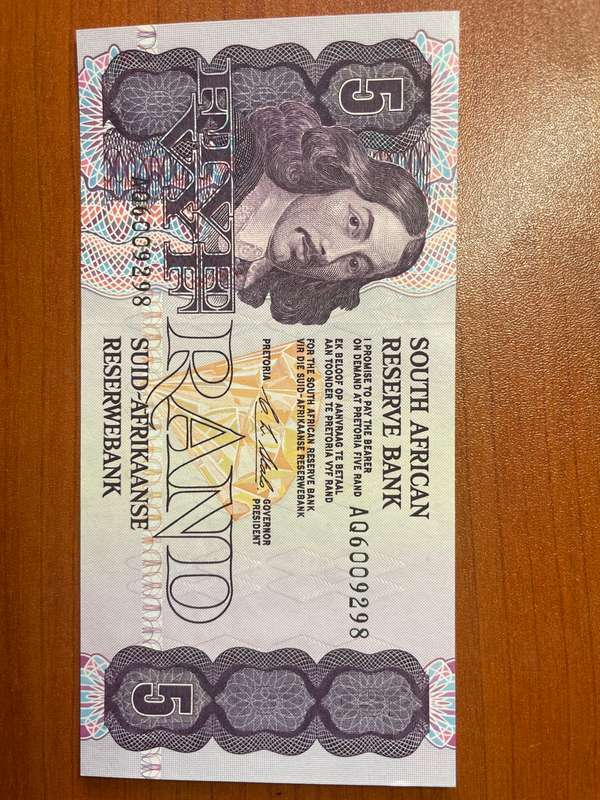 5
SOUTH AFRICAN
RESERVE BANK
I PROMISE TO PAY THE BEARER
ON DEMAND AT PRETORIA FIVE RAND
AQ6009298
EK BELOOF OP AANVRAAG TE BETAAL
AAN TOONDER TE PRETORIA VYF RAND
FOR THE SOUTH AFRICAN RESERVE BANK
VIR DIE SUID-AFRIKAANSE RESERWEBANK
PRETORIA
GOVERNOR
PRESIDENT
FIVE
VYF
RAND
AQ6009298
SUID-AFRIKAANSE
RESERWEBANK
5